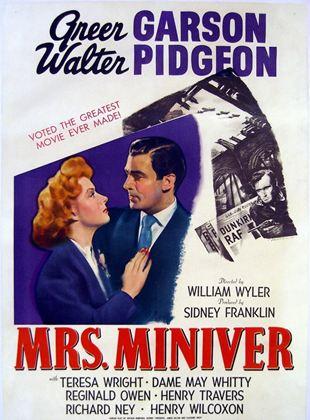 Greer GARSON
Walter PIDGEON
VOTED THE GREATEST
MOVIE EVER MADE!
DUNKIRK
RAF
Directed by
WILLIAM WYLER
Produced by
SIDNEY FRANKLIN
MRS. MINIVER
with
TERESA WRIGHT · DAME MAY WHITTY
REGINALD OWEN · HENRY TRAVERS
RICHARD NEY · HENRY WILCOXON